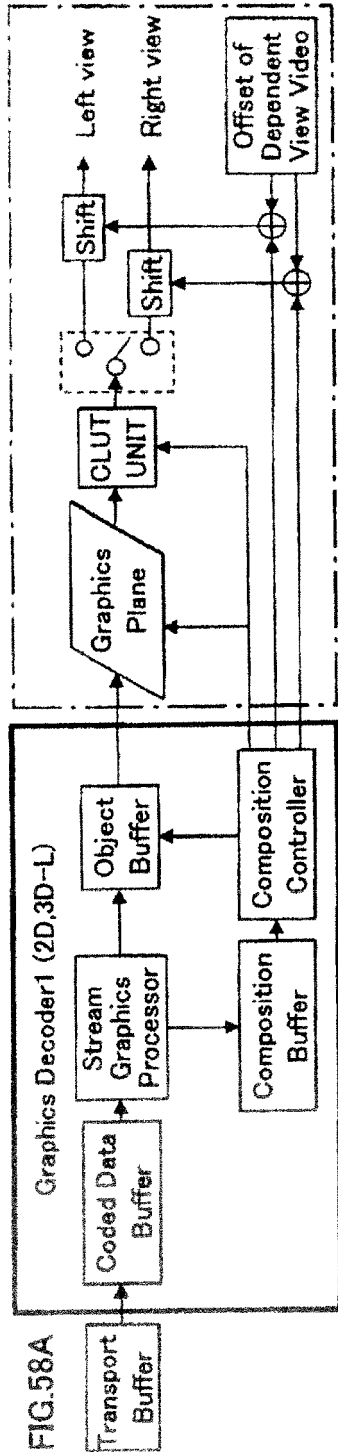 FIG.58A
Graphics Decoder1 (2D,3D-L)
Transport
Buffer
Coded Data
Buffer
Stream
Graphics
Processor
Object
Buffer
Composition
Buffer
Composition
Controller
Graphics
Plane
CLUT
UNIT
Shift
Shift
Left view
Right view
Offset of
Dependent
View Video